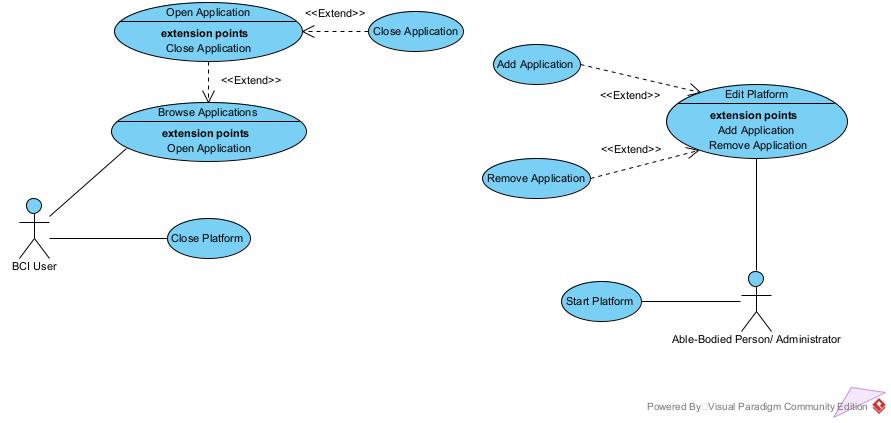 Open Application
extension points
Close Application
<<Extend>>
Close Application
<<Extend>>
Browse Applications
extension points
Open Application
BCI User
Close Platform
Add Application
<<Extend>>
Edit Platform
extension points
Add Application
Remove Application
<<Extend>>
Remove Application
Start Platform
Able-Bodied Person/ Administrator
Powered By Visual Paradigm Community Edition